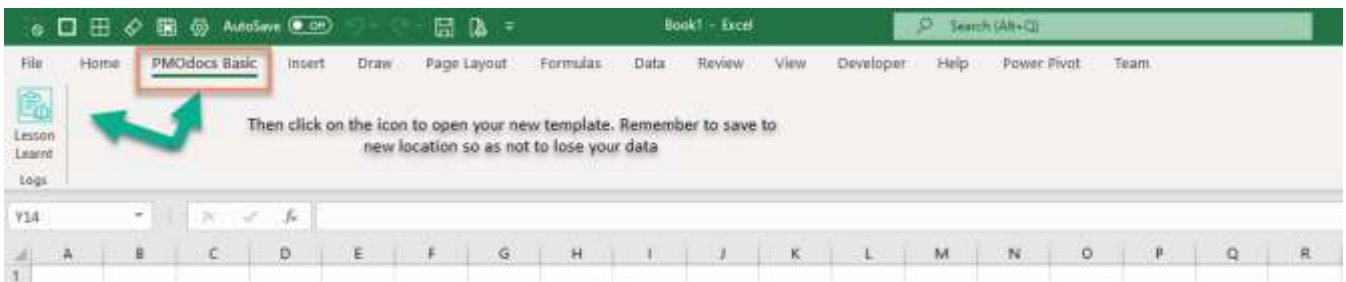 AutoSave Off Book1 - Excel Search (Alt+Q)
File Home PMOdocs Basic Insert Draw Page Layout Formulas Data Review View Developer Help Power Pivot Team
Then click on the icon to open your new template. Remember to save to
new location so as not to lose your data
Lesson
Learnt
Logs
Y14 fx
A B C D E F G H I J K L M N O P Q R
1